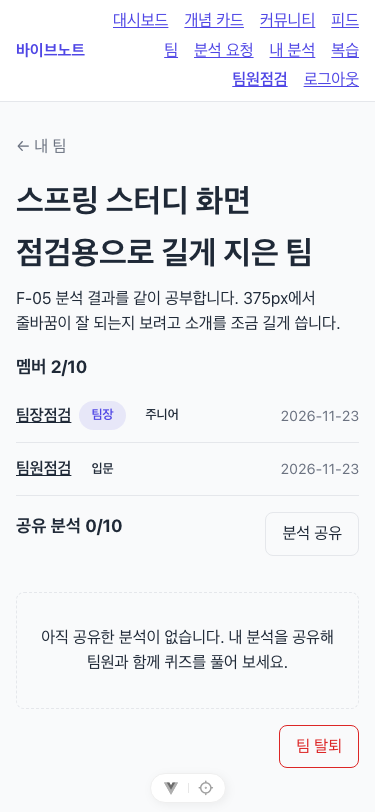 대시보드 개념 카드 커뮤니티 피드
바이브노트 팀 분석 요청 내 분석 복습
팀원점검 로그아웃
← 내 팀
스프링 스터디 화면
점검용으로 길게 지은 팀
F-05 분석 결과를 같이 공부합니다. 375px에서
줄바꿈이 잘 되는지 보려고 소개를 조금 길게 씁니다.
멤버 2/10
팀장점검 팀장 주니어 2026-11-23
팀원점검 입문 2026-11-23
공유 분석 0/10 분석 공유
아직 공유한 분석이 없습니다. 내 분석을 공유해
팀원과 함께 퀴즈를 풀어 보세요.
팀 탈퇴